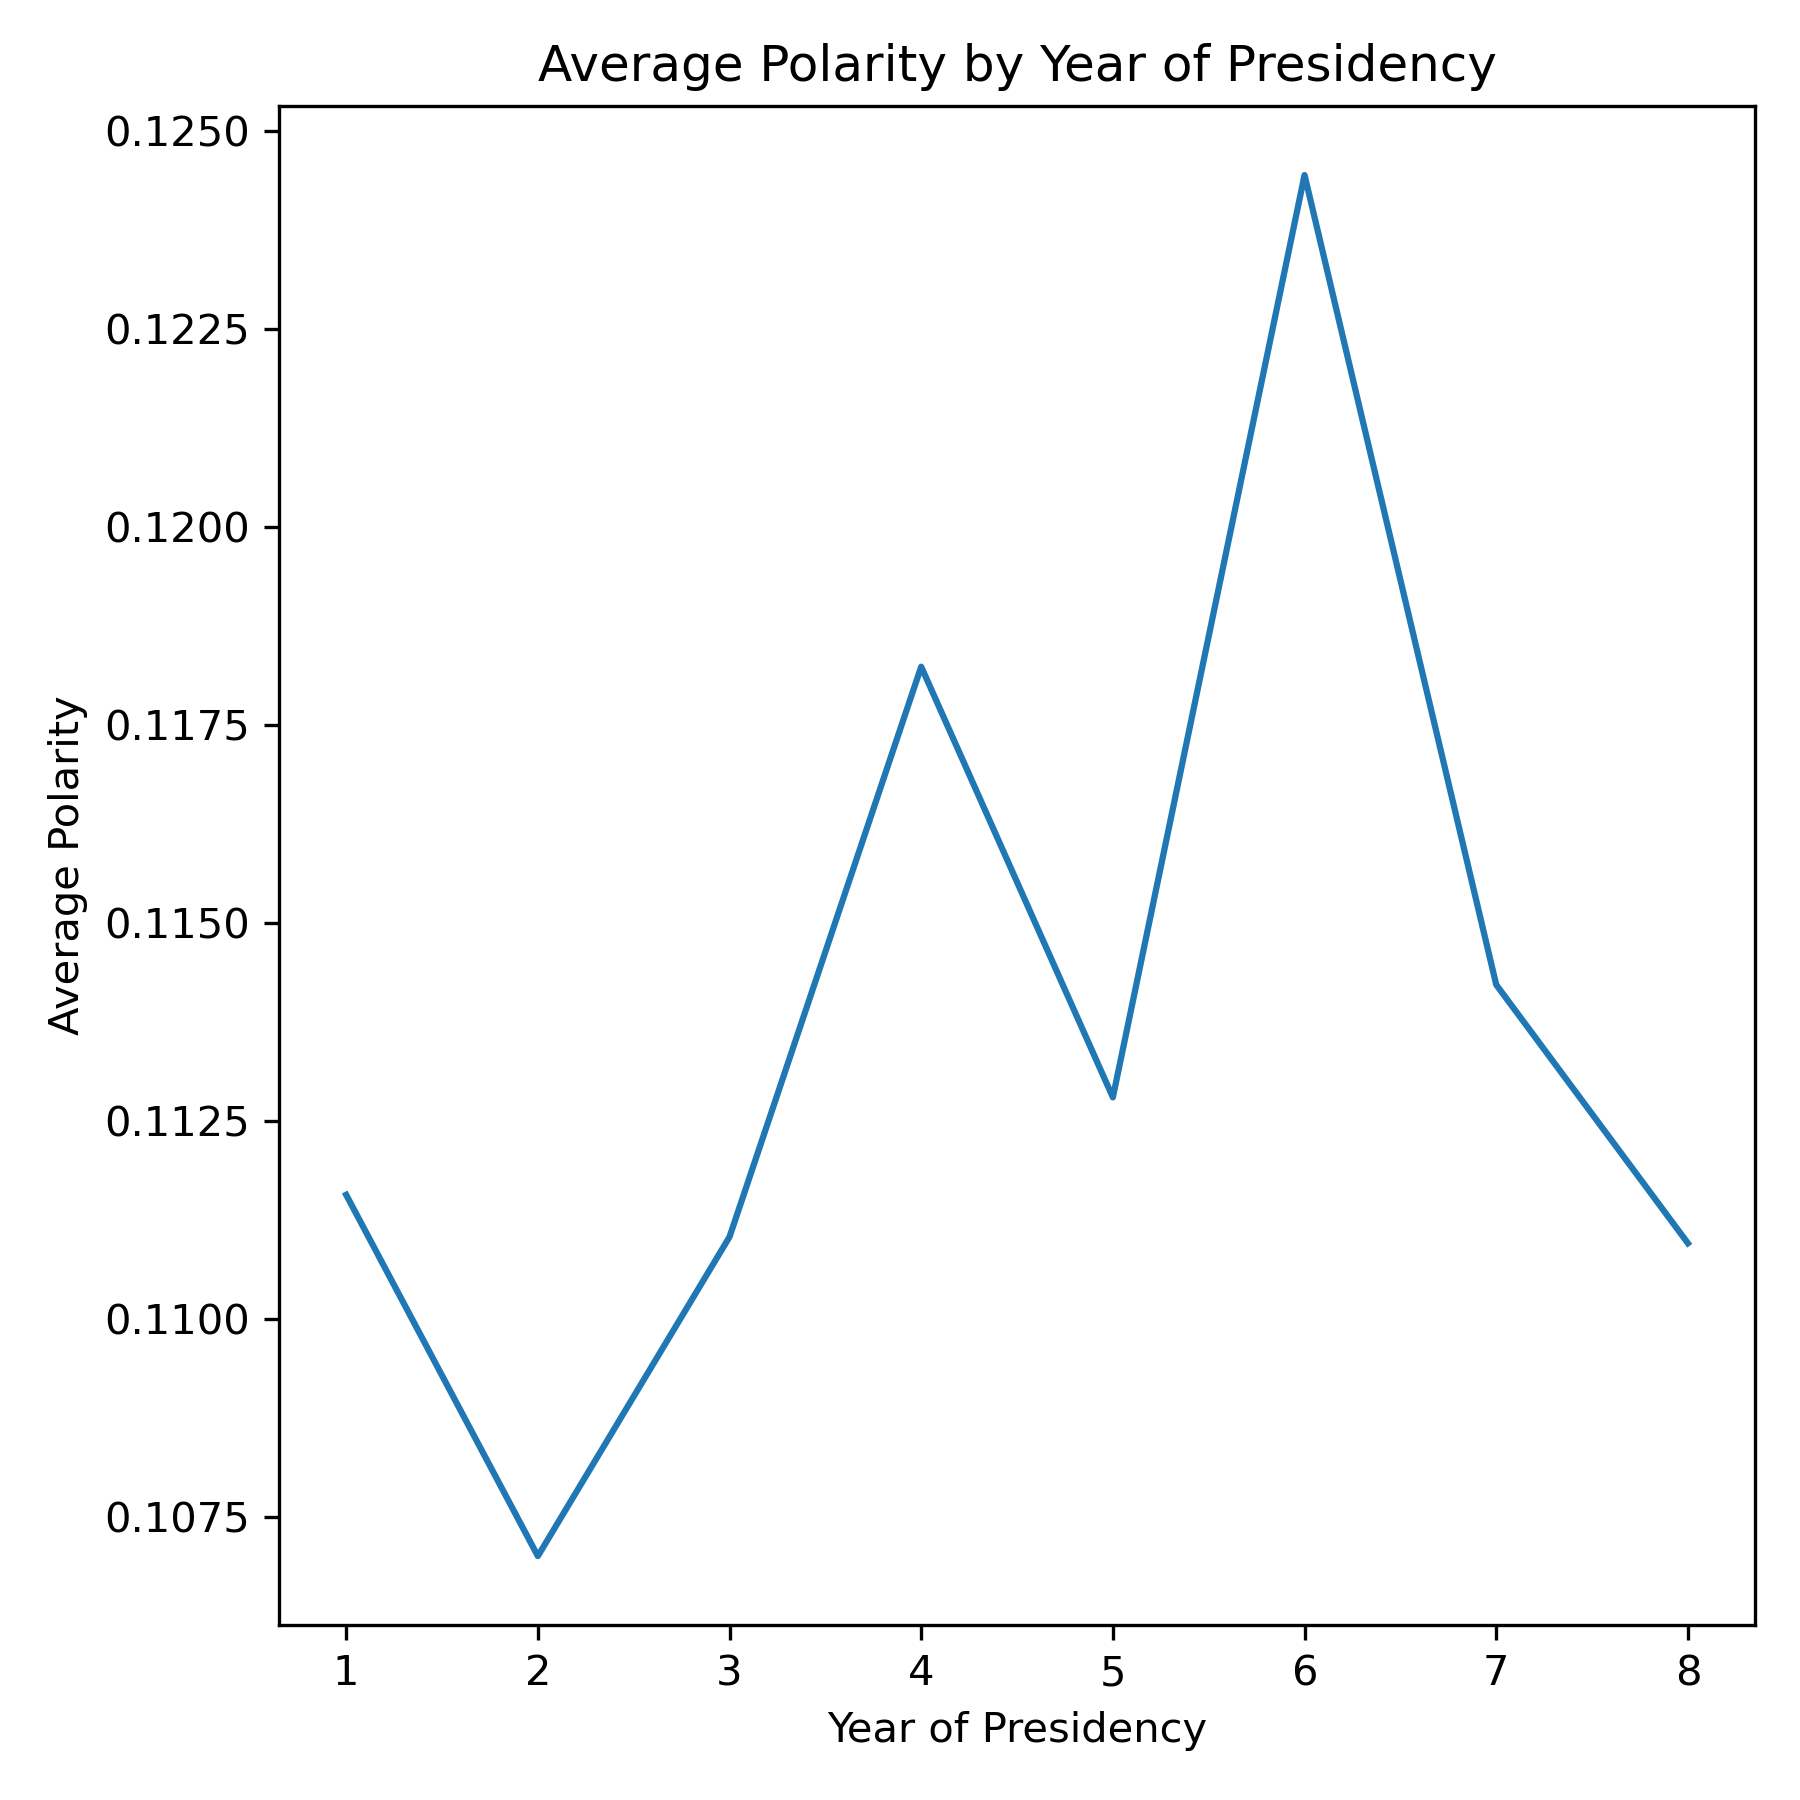 Average Polarity by Year of Presidency
0.1250
0.1225
0.1200
0.1175
0.1150
0.1125
0.1100
0.1075
Average Polarity
1 2 3 4 5 6 7 8
Year of Presidency